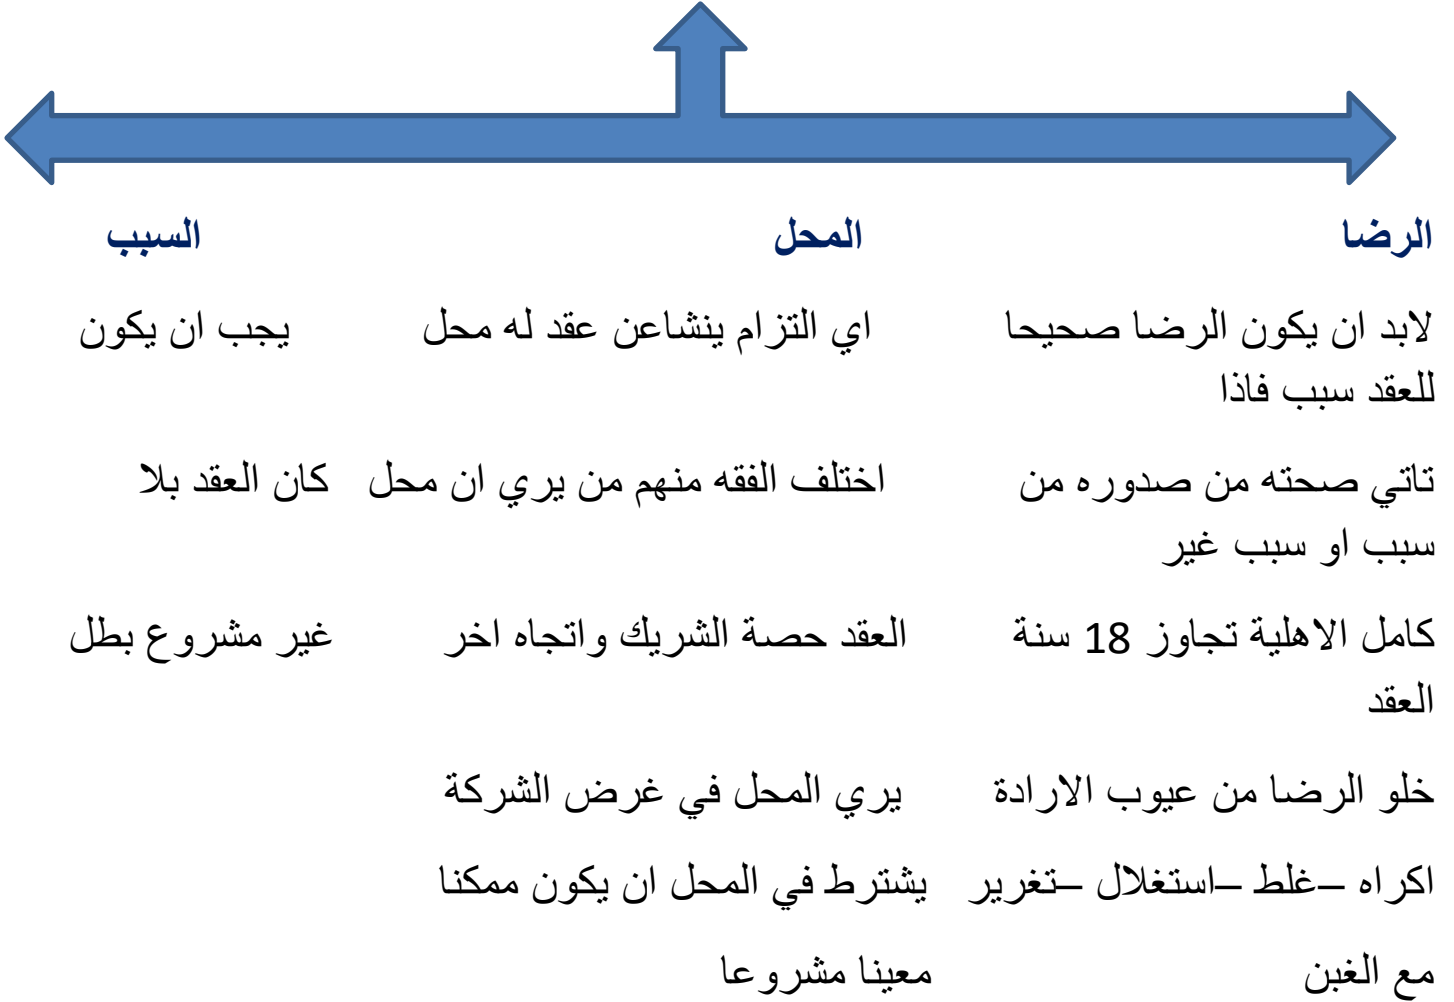 الرضا المحل السبب
لابد ان يكون الرضا صحيحا اي التزام ينشاعن عقد له محل يجب ان يكون
للعقد سبب فاذا
تاتي صحته من صدوره من اختلف الفقه منهم من يري ان محل كان العقد بلا
سبب او سبب غير
كامل الاهلية تجاوز 18 سنة العقد حصة الشريك واتجاه اخر غير مشروع بطل
العقد
خلو الرضا من عيوب الارادة يري المحل في غرض الشركة
اكراه –غلط –استغلال –تغرير يشترط في المحل ان يكون ممكنا
مع الغبن معينا مشروعا